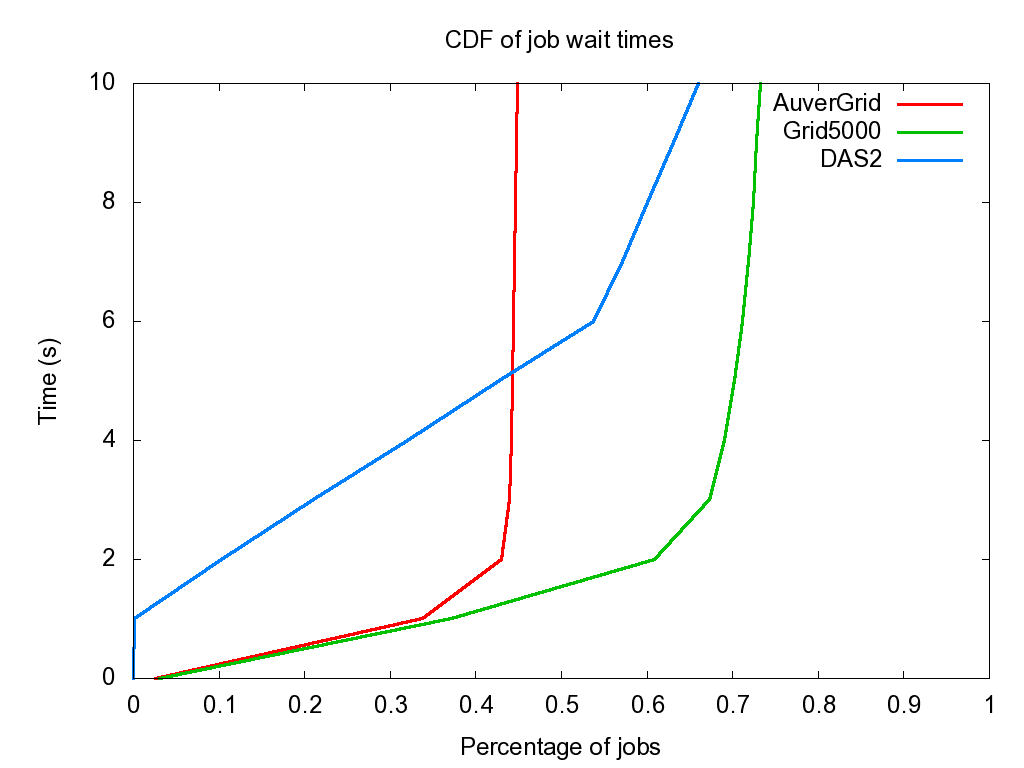 CDF of job wait times
10
8
6
4
2
0
Time (s)
AuverGrid
Grid5000
DAS2
0 0.1 0.2 0.3 0.4 0.5 0.6 0.7 0.8 0.9 1
Percentage of jobs